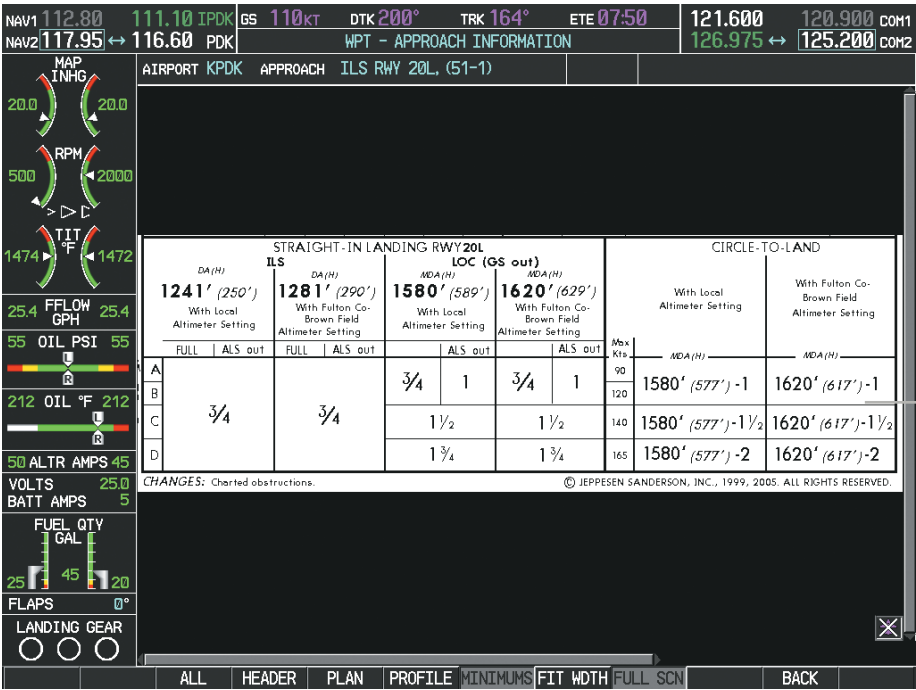 NAV1 112.80 111.10 IPDK GS 110KT DTK 200° TRK 164° ETE 07:50 121.600 120.900 COM1
NAV2 117.95 ↔ 116.60 PDK WPT - APPROACH INFORMATION 126.975 ↔ 125.200 COM2
AIRPORT KPDK APPROACH ILS RWY 20L, (51-1)
MAP
INHG
20.0 20.0
RPM
500 2000
TIT
°F
1474 1472
25.4 FFLOW GPH 25.4
55 OIL PSI 55
L
R
212 OIL °F 212
L
R
50 ALTR AMPS 45
VOLTS 25.0
BATT AMPS 5
FUEL QTY
GAL
45
25 20
FLAPS 0°
LANDING GEAR
STRAIGHT-IN LANDING RWY 20L
ILS LOC (GS out)
DA(H) DA(H) MDA(H) MDA(H)
1241' (250') 1281' (290') 1580' (589') 1620' (629')
With Local
Altimeter Setting
With Fulton Co-
Brown Field
Altimeter Setting
With Local
Altimeter Setting
With Fulton Co-
Brown Field
Altimeter Setting
FULL ALS out FULL ALS out ALS out ALS out
A
B
C
D
3/4 3/4
3/4 1 3/4 1
1 1/2 1 1/2
1 3/4 1 3/4
CIRCLE-TO-LAND
With Local
Altimeter Setting
With Fulton Co-
Brown Field
Altimeter Setting
Max
Kts
MDA(H) MDA(H)
90
120
1580' (577') -1 1620' (617') -1
140 1580' (577') -1 1/2 1620' (617') -1 1/2
165 1580' (577') -2 1620' (617') -2
CHANGES: Charted obstructions. © JEPPESEN SANDERSON, INC., 1999, 2005. ALL RIGHTS RESERVED.
ALL HEADER PLAN PROFILE MINIMUMS FIT WDTH FULL SCN BACK